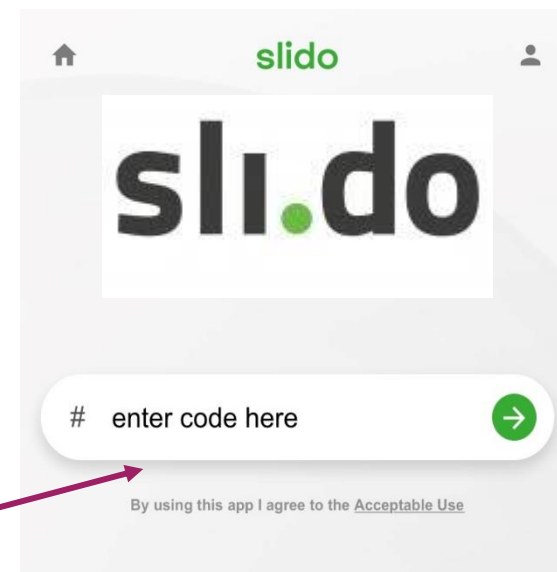 slido
sli.do
# enter code here
By using this app I agree to the Acceptable Use